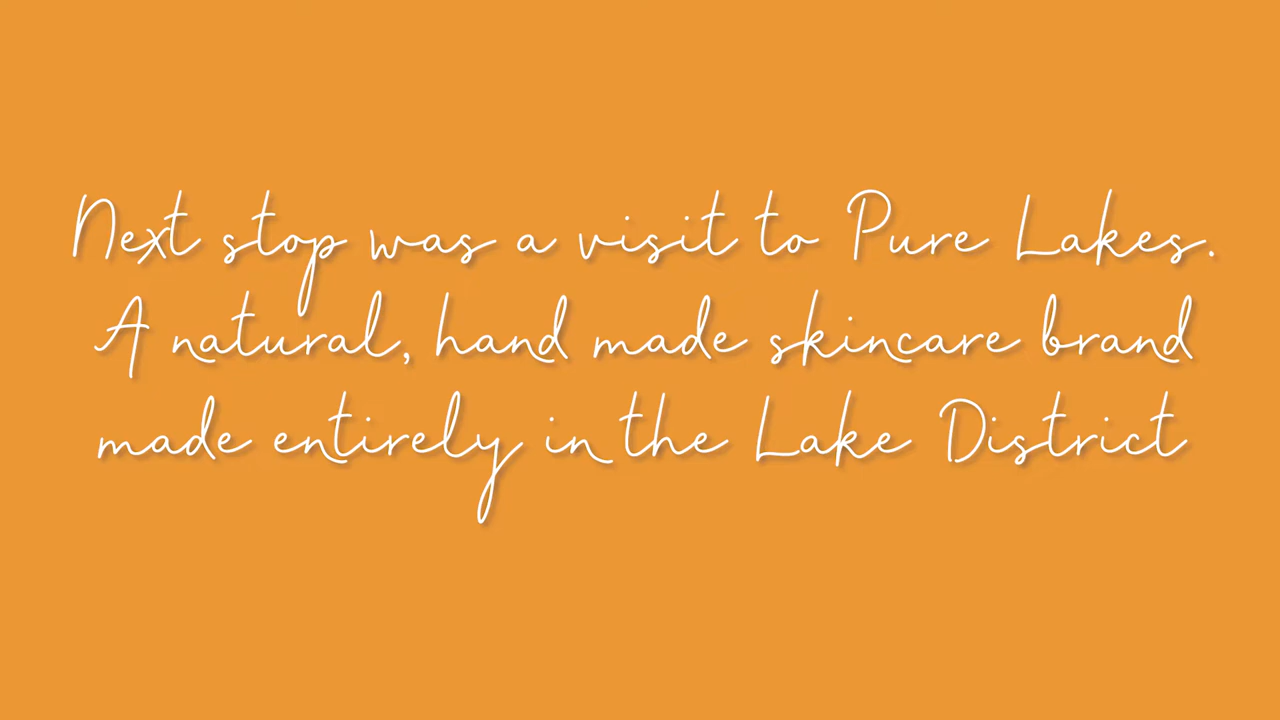 Next stop was a visit to Pure Lakes.
A natural, hand made skincare brand
made entirely in the Lake District